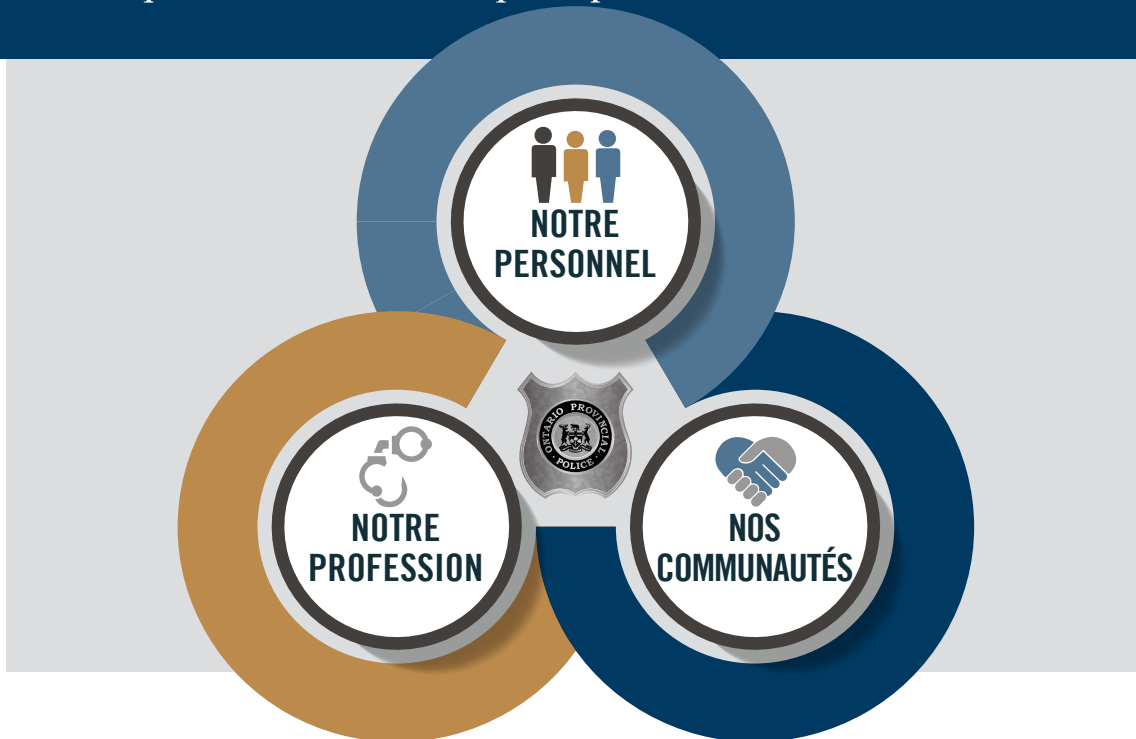 NOTRE
PERSONNEL
ONTARIO PROVINCIAL
POLICE
NOTRE
PROFESSION
NOS
COMMUNAUTÉS